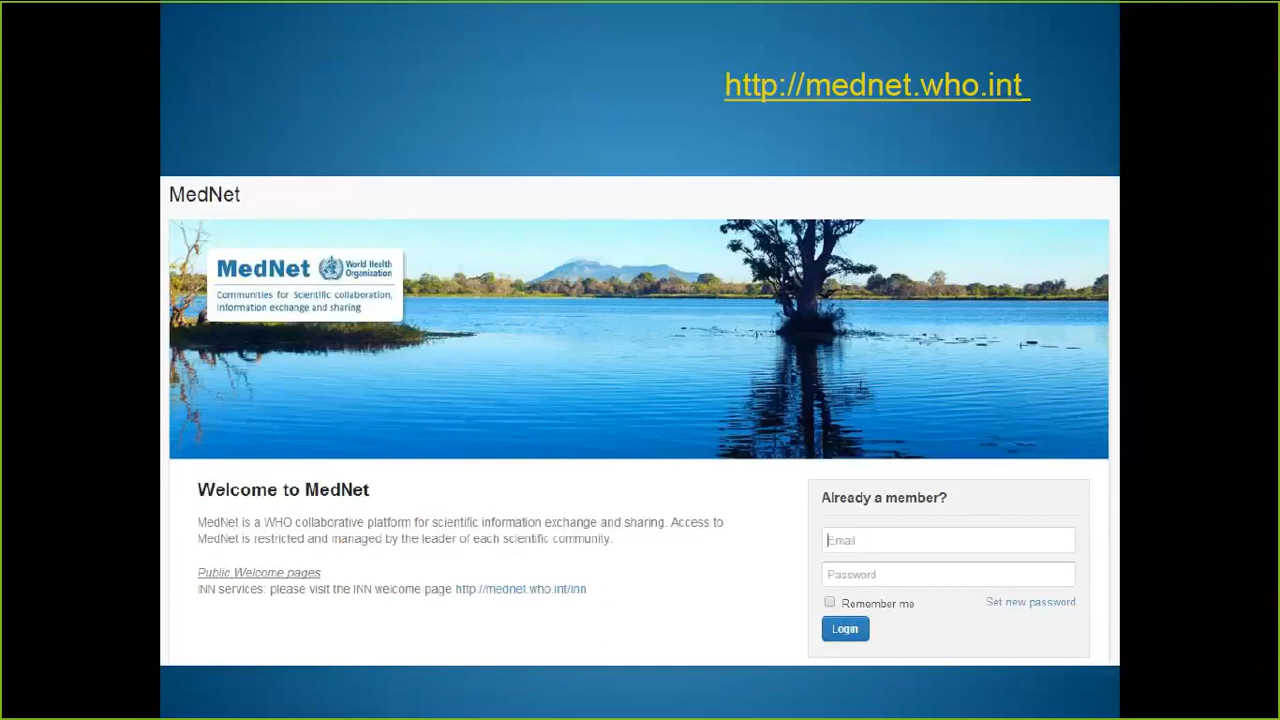 http://mednet.who.int
MedNet
MedNet World Health Organization
Communities for Scientific collaboration,
information exchange and sharing
Welcome to MedNet
MedNet is a WHO collaborative platform for scientific information exchange and sharing. Access to
MedNet is restricted and managed by the leader of each scientific community.
Public Welcome pages
INN services: please visit the INN welcome page http://mednet.who.int/inn
Already a member?
Email
Password
Remember me
Set new password
Login